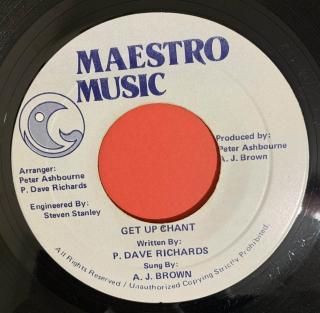 MAESTRO
MUSIC
Arranger:
Peter Ashbourne
P. Dave Richards
Engineered By:
Steven Stanley
Produced by:
Peter Ashbourne
A. J. Brown
GET UP CHANT
Written By:
P. DAVE RICHARDS
Sung By:
A. J. BROWN
All Rights Reserved / Unauthorized Copying Strictly Prohibited.